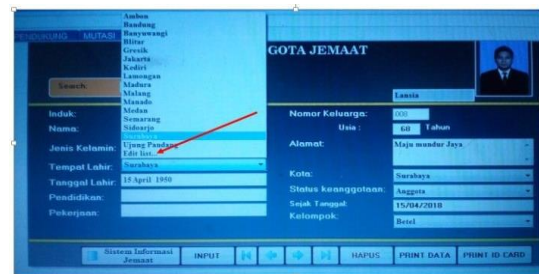 Ambon
Bandung
Banyuwangi
Blitar
Gresik
Jakarta
Kediri
Lamongan
Madura
Malang
Manado
Medan
Semarang
Sidoarjo
Surabaya
Ujung Pandang
Edit list...
PENDUKUNG MUTASI
GOTA JEMAAT
Search:
Lansia
Induk:
Nama:
Jenis Kelamin:
Tempat Lahir: Surabaya
Tanggal Lahir: 15 April 1950
Pendidikan:
Pekerjaan:
Nomor Keluarga: 008
Usia : 68 Tahun
Alamat: Maju mundur Jaya
Kota: Surabaya
Status keanggotaan: Anggota
Sejak Tanggal: 15/04/2018
Kelompok: Betel
Sistem Informasi
Jemaat
INPUT
HAPUS
PRINT DATA
PRINT ID CARD